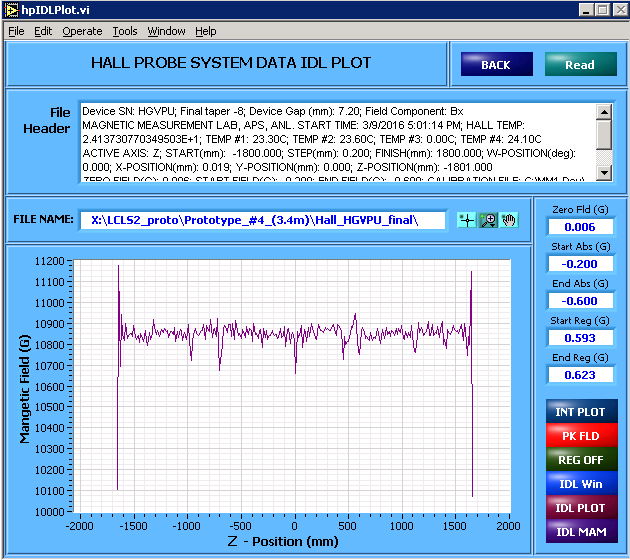 hpIDLPlot.vi
File Edit Operate Tools Window Help
HALL PROBE SYSTEM DATA IDL PLOT
BACK
Read
File Header
Device SN: HGVPU; Final taper -8; Device Gap (mm): 7.20; Field Component: Bx
MAGNETIC MEASUREMENT LAB, APS, ANL. START TIME: 3/9/2016 5:01:14 PM; HALL TEMP:
2.413730770349503E+1; TEMP #1: 23.30C; TEMP #2: 23.60C; TEMP #3: 0.00C; TEMP #4: 24.10C
ACTIVE AXIS: Z; START(mm): -1800.000; STEP(mm): 0.200; FINISH(mm): 1800.000; W-POSITION(deg):
0.000; X-POSITION(mm): 0.019; Y-POSITION(mm): 0.000; Z-POSITION(mm): -1801.000
ZERO FIELD(G): 0.006; START FIELD(G): -0.200; END FIELD(G): -0.600; CALIBRATION FILE: C:\MM1 Dev\
FILE NAME:
X:\LCLS2_proto\Prototype_#4_(3.4m)\Hall_HGVPU_final\
Zero Fld (G)
0.006
Start Abs (G)
-0.200
End Abs (G)
-0.600
Start Reg (G)
0.593
End Reg (G)
0.623
INT PLOT
PK FLD
REG OFF
IDL Win
IDL PLOT
IDL MAM
Mangetic Field (G)
11200
11100
11000
10900
10800
10700
10600
10500
10400
10300
10200
10100
10000
-2000 -1500 -1000 -500 0 500 1000 1500 2000
Z - Position (mm)